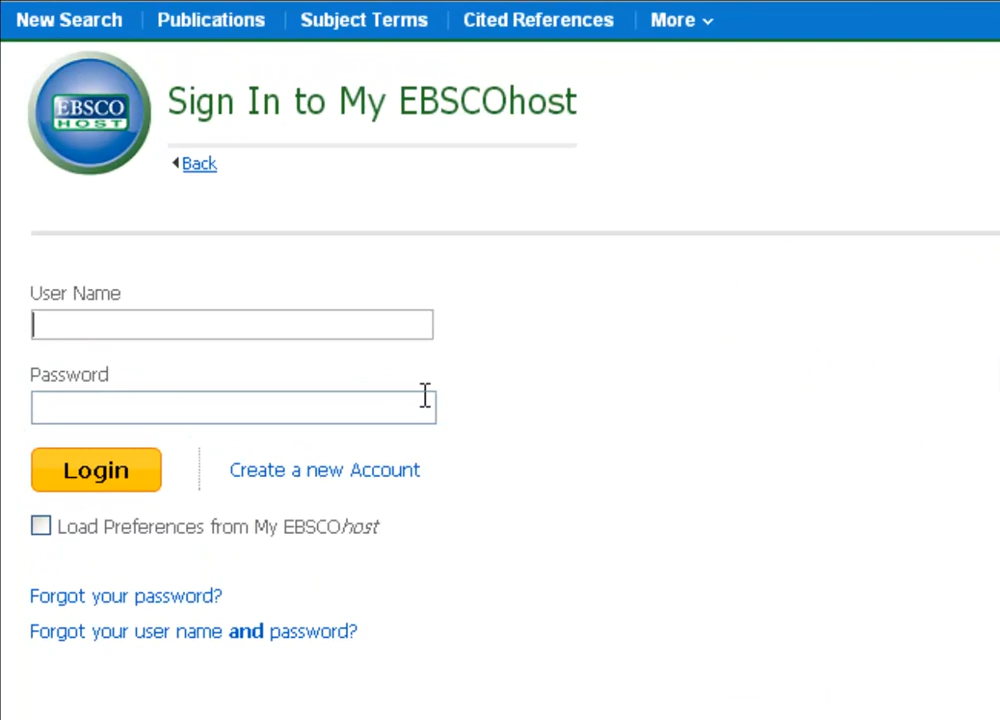 New Search Publications Subject Terms Cited References More
EBSCO
HOST
Sign In to My EBSCOhost
Back
User Name
Password
Login Create a new Account
Load Preferences from My EBSCOhost
Forgot your password?
Forgot your user name and password?